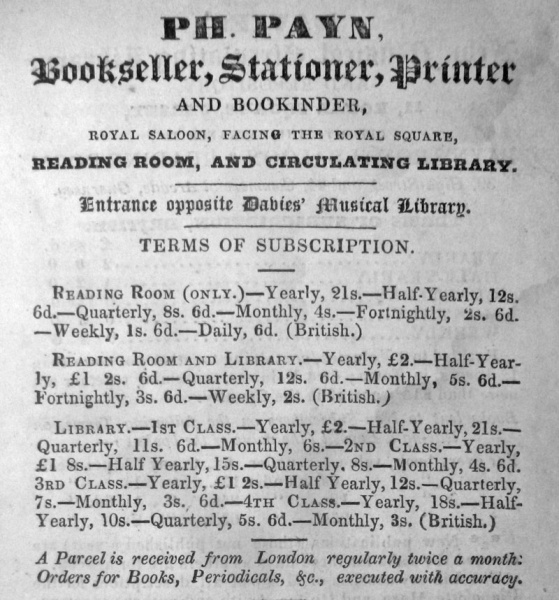 PH. PAYN,
Bookseller, Stationer, Printer
AND BOOKINDER,
ROYAL SALOON, FACING THE ROYAL SQUARE,
READING ROOM, AND CIRCULATING LIBRARY.
Entrance opposite Davies' Musical Library.
TERMS OF SUBSCRIPTION.
READING ROOM (ONLY.)—Yearly, 21s.—Half-Yearly, 12s.
6d.—Quarterly, 8s. 6d.—Monthly, 4s.—Fortnightly, 2s. 6d.
—Weekly, 1s. 6d.—Daily, 6d. (British.)
READING ROOM AND LIBRARY.—Yearly, £2.—Half-Year-
ly, £1 2s. 6d.—Quarterly, 12s. 6d.—Monthly, 5s. 6d.—
Fortnightly, 3s. 6d.—Weekly, 2s. (British.)
LIBRARY.—1ST CLASS.—Yearly, £2.—Half-Yearly, 21s.—
Quarterly, 11s. 6d.—Monthly, 6s.—2ND CLASS.—Yearly,
£1 8s.—Half Yearly, 15s.—Quarterly. 8s.—Monthly, 4s. 6d.
3RD CLASS.—Yearly, £1 2s.—Half Yearly, 12s.—Quarterly,
7s.—Monthly, 3s. 6d.—4TH CLASS.—Yearly, 18s.—Half-
Yearly, 10s.—Quarterly, 5s. 6d.—Monthly, 3s. (British.)
A Parcel is received from London regularly twice a month:
Orders for Books, Periodicals, &c., executed with accuracy.